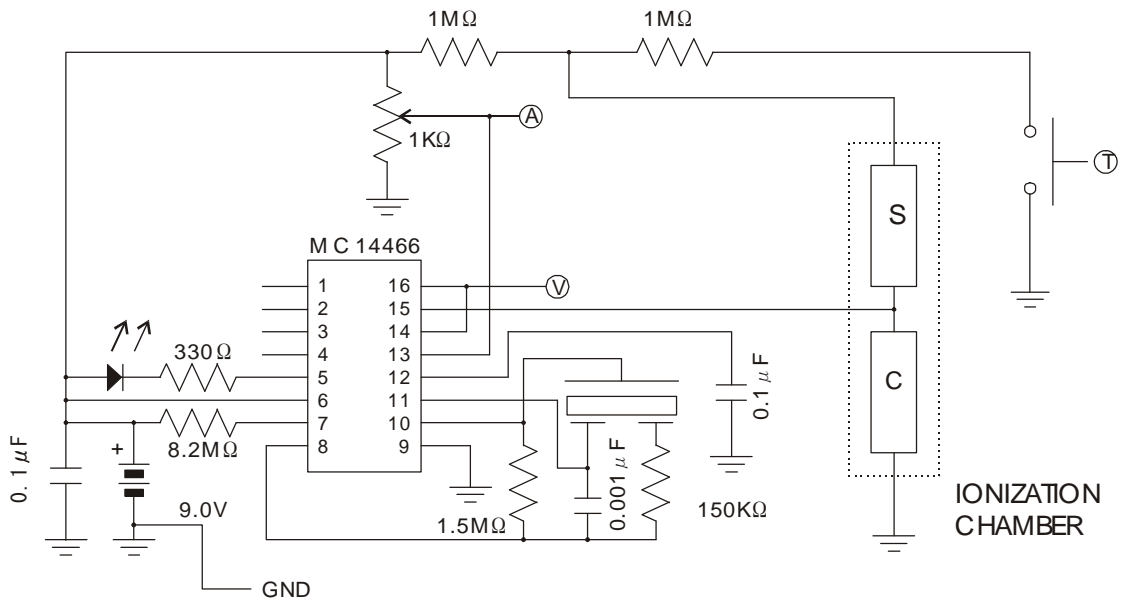 1MΩ
1MΩ
A
1KΩ
T
S
MC14466
1
16
V
2
15
3
14
4
13
330Ω
5
12
C
6
11
7
10
8
9
8.2MΩ
+
0.1μF
0.1μF
0.001μF
9.0V
1.5MΩ
150KΩ
IONIZATION
CHAMBER
GND